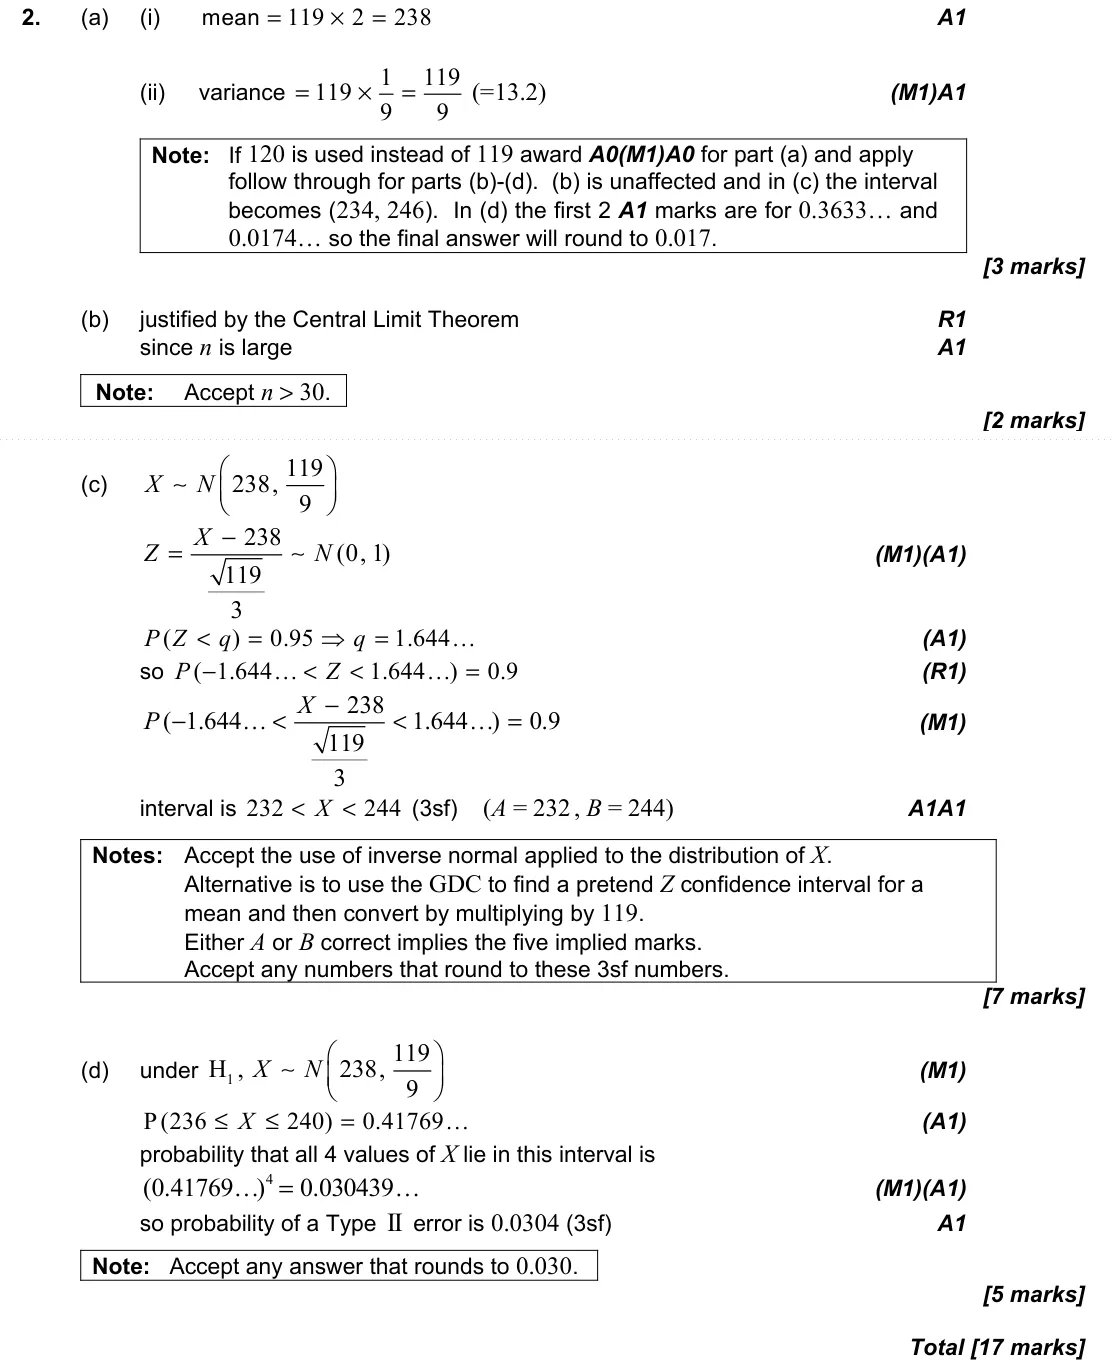 2. (a) (i) mean = 119 × 2 = 238 A1
(ii) variance = 119 × 1/9 = 119/9 (=13.2) (M1)A1
Note: If 120 is used instead of 119 award A0(M1)A0 for part (a) and apply
follow through for parts (b)-(d). (b) is unaffected and in (c) the interval
becomes (234, 246). In (d) the first 2 A1 marks are for 0.3633… and
0.0174… so the final answer will round to 0.017.
[3 marks]
(b) justified by the Central Limit Theorem R1
since n is large A1
Note: Accept n > 30.
[2 marks]
(c) X ~ N(238, 119/9)
Z = (X − 238)/(√119/3) ~ N(0, 1) (M1)(A1)
P(Z < q) = 0.95 ⇒ q = 1.644… (A1)
so P(−1.644… < Z < 1.644…) = 0.9 (R1)
P(−1.644… < (X − 238)/(√119/3) < 1.644…) = 0.9 (M1)
interval is 232 < X < 244 (3sf) (A = 232, B = 244) A1A1
Notes: Accept the use of inverse normal applied to the distribution of X.
Alternative is to use the GDC to find a pretend Z confidence interval for a
mean and then convert by multiplying by 119.
Either A or B correct implies the five implied marks.
Accept any numbers that round to these 3sf numbers.
[7 marks]
(d) under H₁, X ~ N(238, 119/9) (M1)
P(236 ≤ X ≤ 240) = 0.41769… (A1)
probability that all 4 values of X lie in this interval is
(0.41769…)⁴ = 0.030439… (M1)(A1)
so probability of a Type II error is 0.0304 (3sf) A1
Note: Accept any answer that rounds to 0.030.
[5 marks]
Total [17 marks]